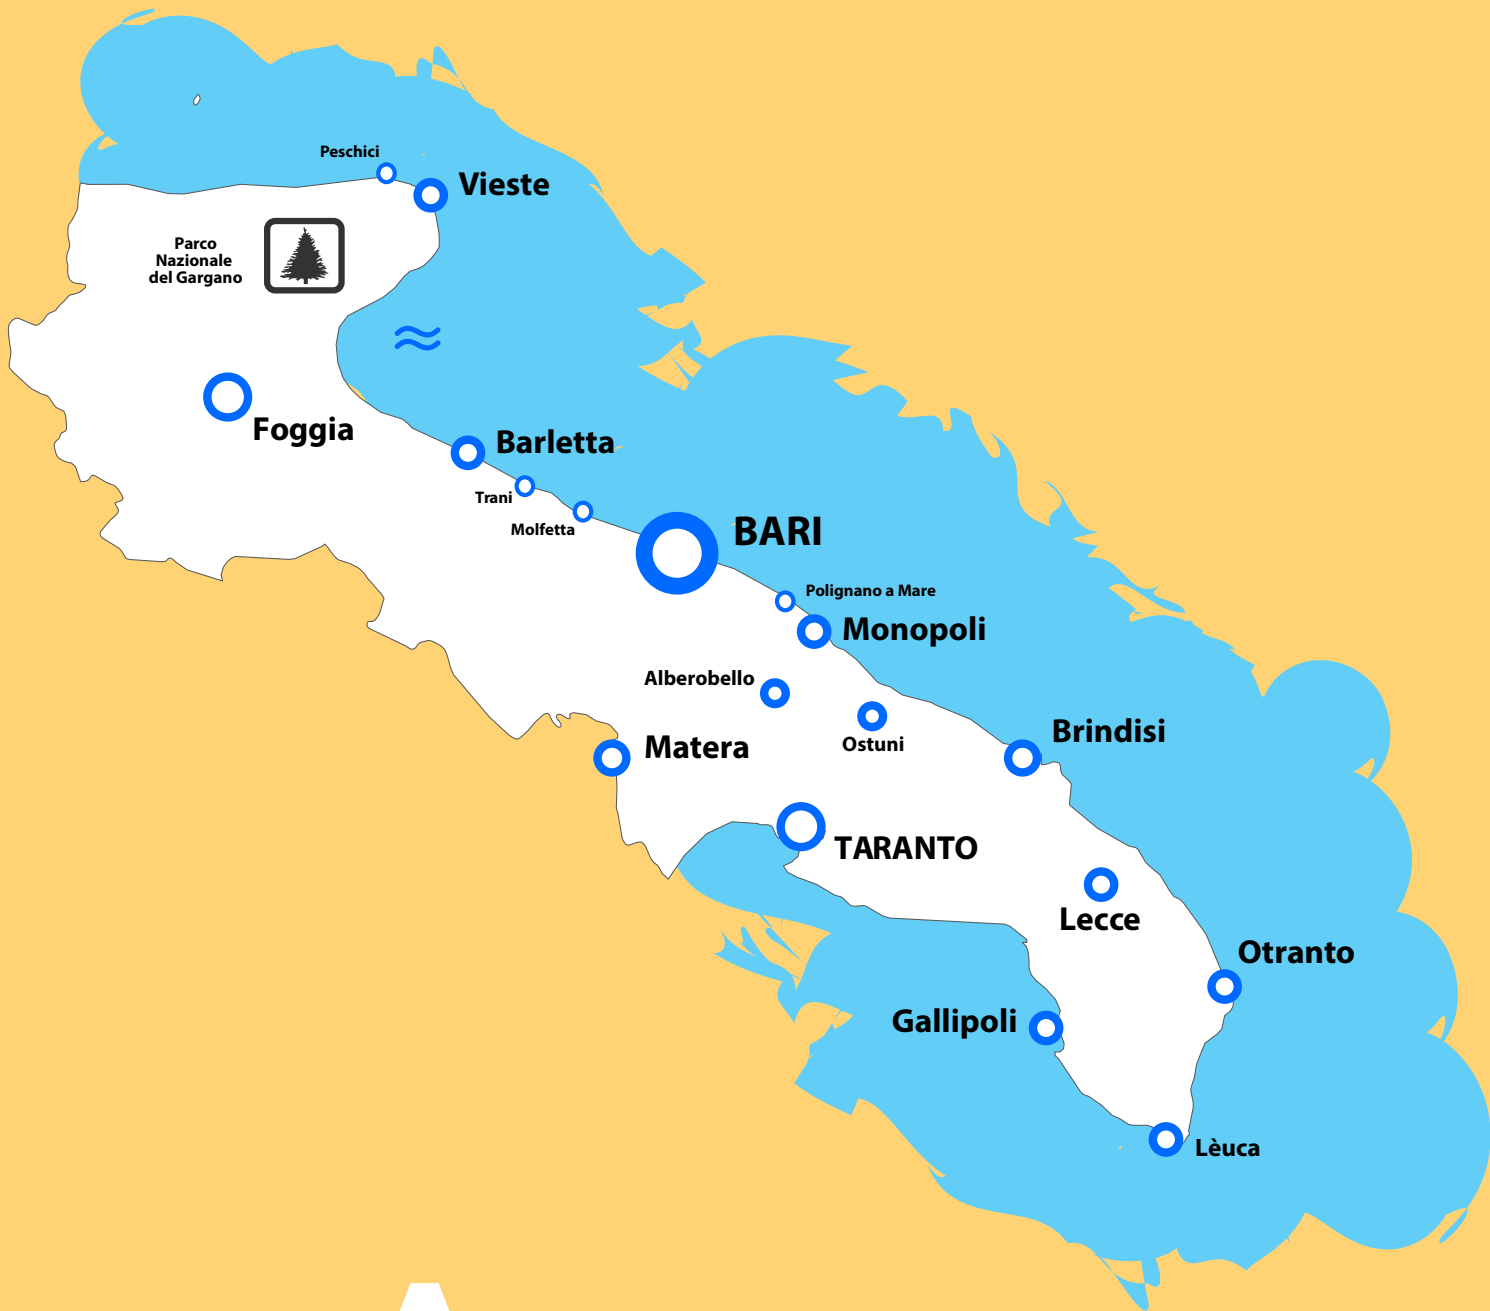 Peschici
Vieste
Parco
Nazionale
del Gargano
Foggia
Barletta
Trani
Molfetta
BARI
Polignano a Mare
Monopoli
Alberobello
Ostuni
Brindisi
Matera
TARANTO
Lecce
Otranto
Gallipoli
Lèuca